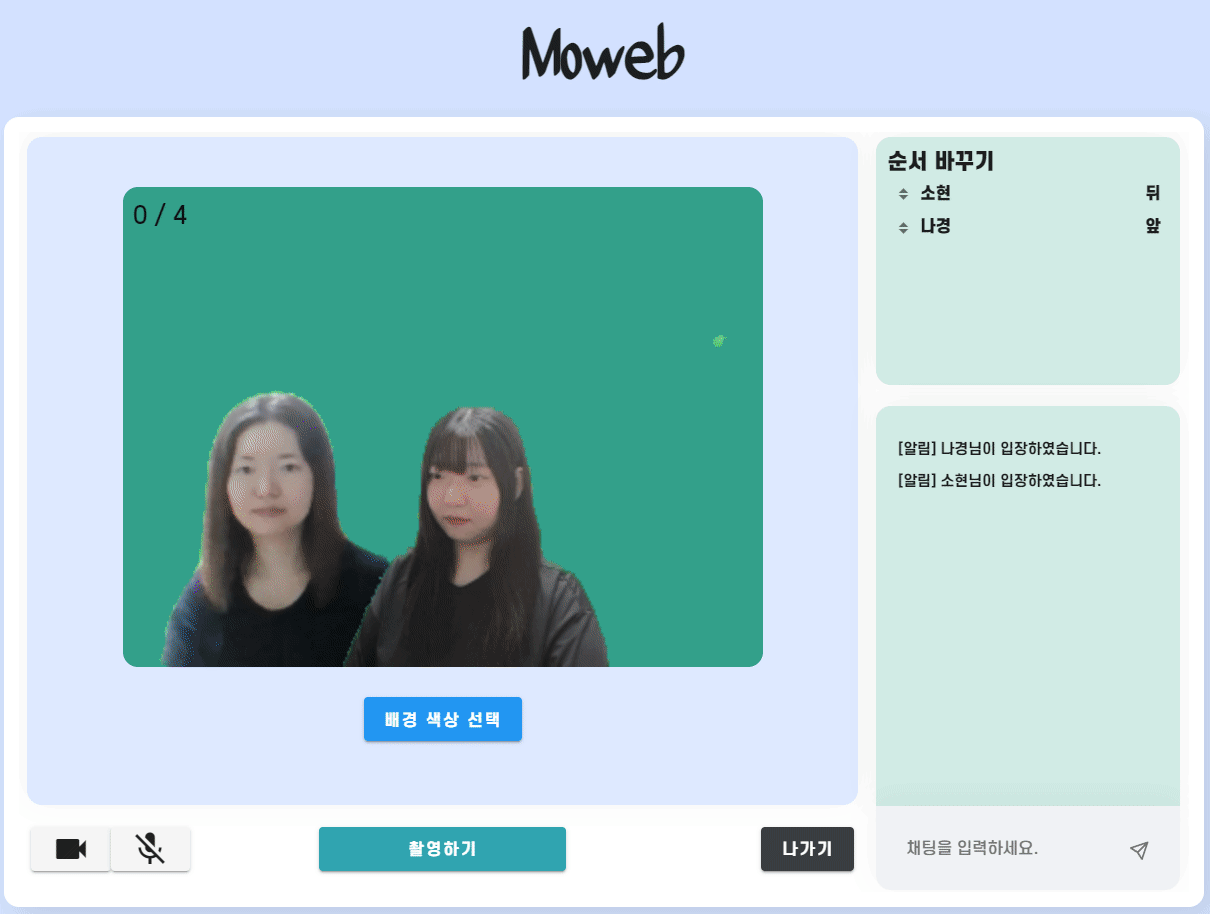 Moweb
0 / 4
배경 색상 선택
촬영하기
나가기
순서 바꾸기
소현 뒤
나경 앞
[알림] 나경님이 입장하였습니다.
[알림] 소현님이 입장하였습니다.
채팅을 입력하세요.